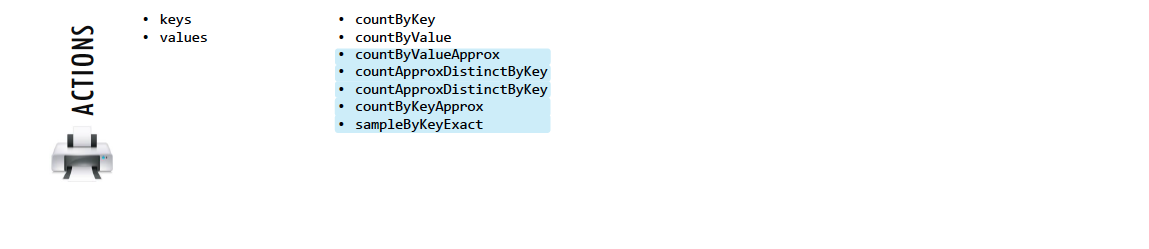 ACTIONS
• keys
• values
• countByKey
• countByValue
• countByValueApprox
• countApproxDistinctByKey
• countApproxDistinctByKey
• countByKeyApprox
• sampleByKeyExact